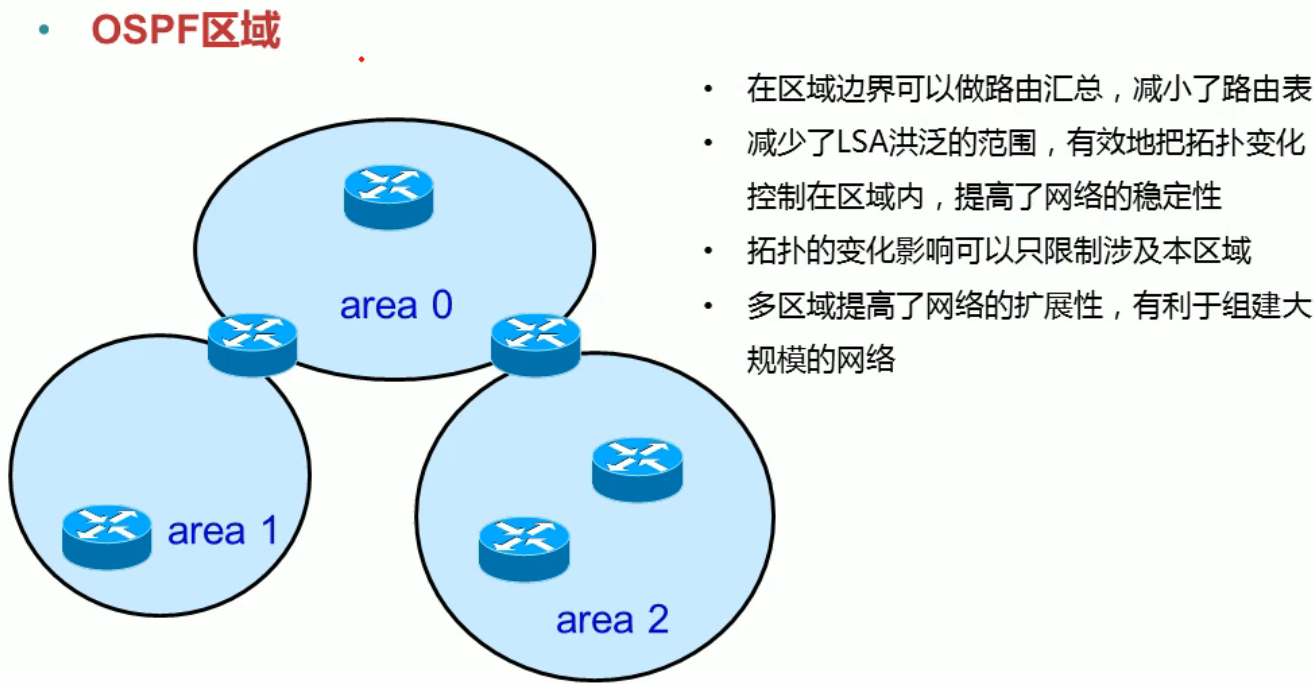 OSPF区域
在区域边界可以做路由汇总，减小了路由表
减少了LSA洪泛的范围，有效地把拓扑变化
控制在区域内，提高了网络的稳定性
拓扑的变化影响可以只限制涉及本区域
多区域提高了网络的扩展性，有利于组建大
规模的网络
area 0
area 1
area 2